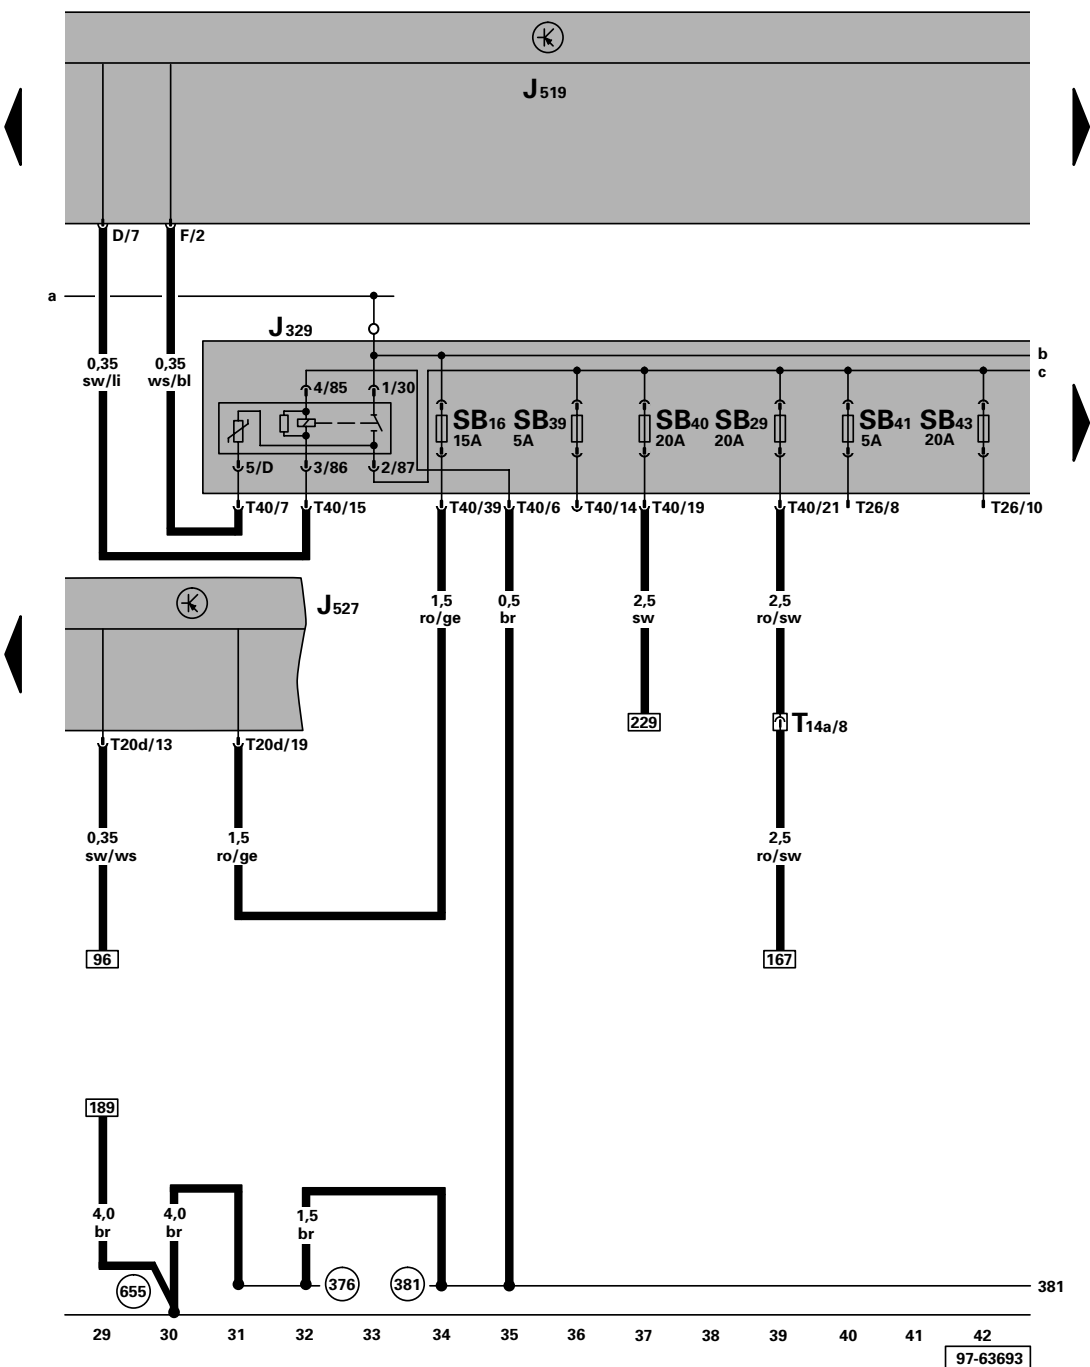 J519
D/7 F/2
a
J329
b
c
0,35 0,35
sw/li ws/bl
4/85 1/30
SB16 SB39 SB40 SB29 SB41 SB43
15A 5A 20A 20A 5A 20A
5/D 3/86 2/87
T40/7 T40/15 T40/39 T40/6 T40/14 T40/19 T40/21 T26/8 T26/10
J527
1,5 0,5 2,5 2,5
ro/ge br sw ro/sw
229
T14a/8
T20d/13 T20d/19
0,35 1,5 2,5
sw/ws ro/ge ro/sw
96 167
189
4,0 4,0 1,5
br br br
655 376 381 381
29 30 31 32 33 34 35 36 37 38 39 40 41 42
97-63693